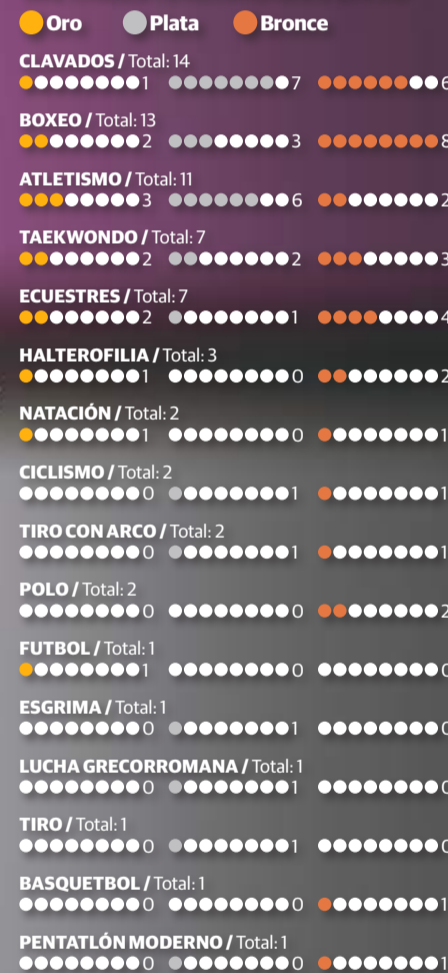 Oro Plata Bronce
CLAVADOS / Total: 14
1 7 6
BOXEO / Total: 13
2 3 8
ATLETISMO / Total: 11
3 6 2
TAEKWONDO / Total: 7
2 2 3
ECUESTRES / Total: 7
2 1 4
HALTEROFILIA / Total: 3
1 0 2
NATACIÓN / Total: 2
1 0 1
CICLISMO / Total: 2
0 1 1
TIRO CON ARCO / Total: 2
0 1 1
POLO / Total: 2
0 0 2
FUTBOL / Total: 1
1 0 0
ESGRIMA / Total: 1
0 1 0
LUCHA GRECORROMANA / Total: 1
0 1 0
TIRO / Total: 1
0 1 0
BASQUETBOL / Total: 1
0 0 1
PENTATLÓN MODERNO / Total: 1
0 0 1